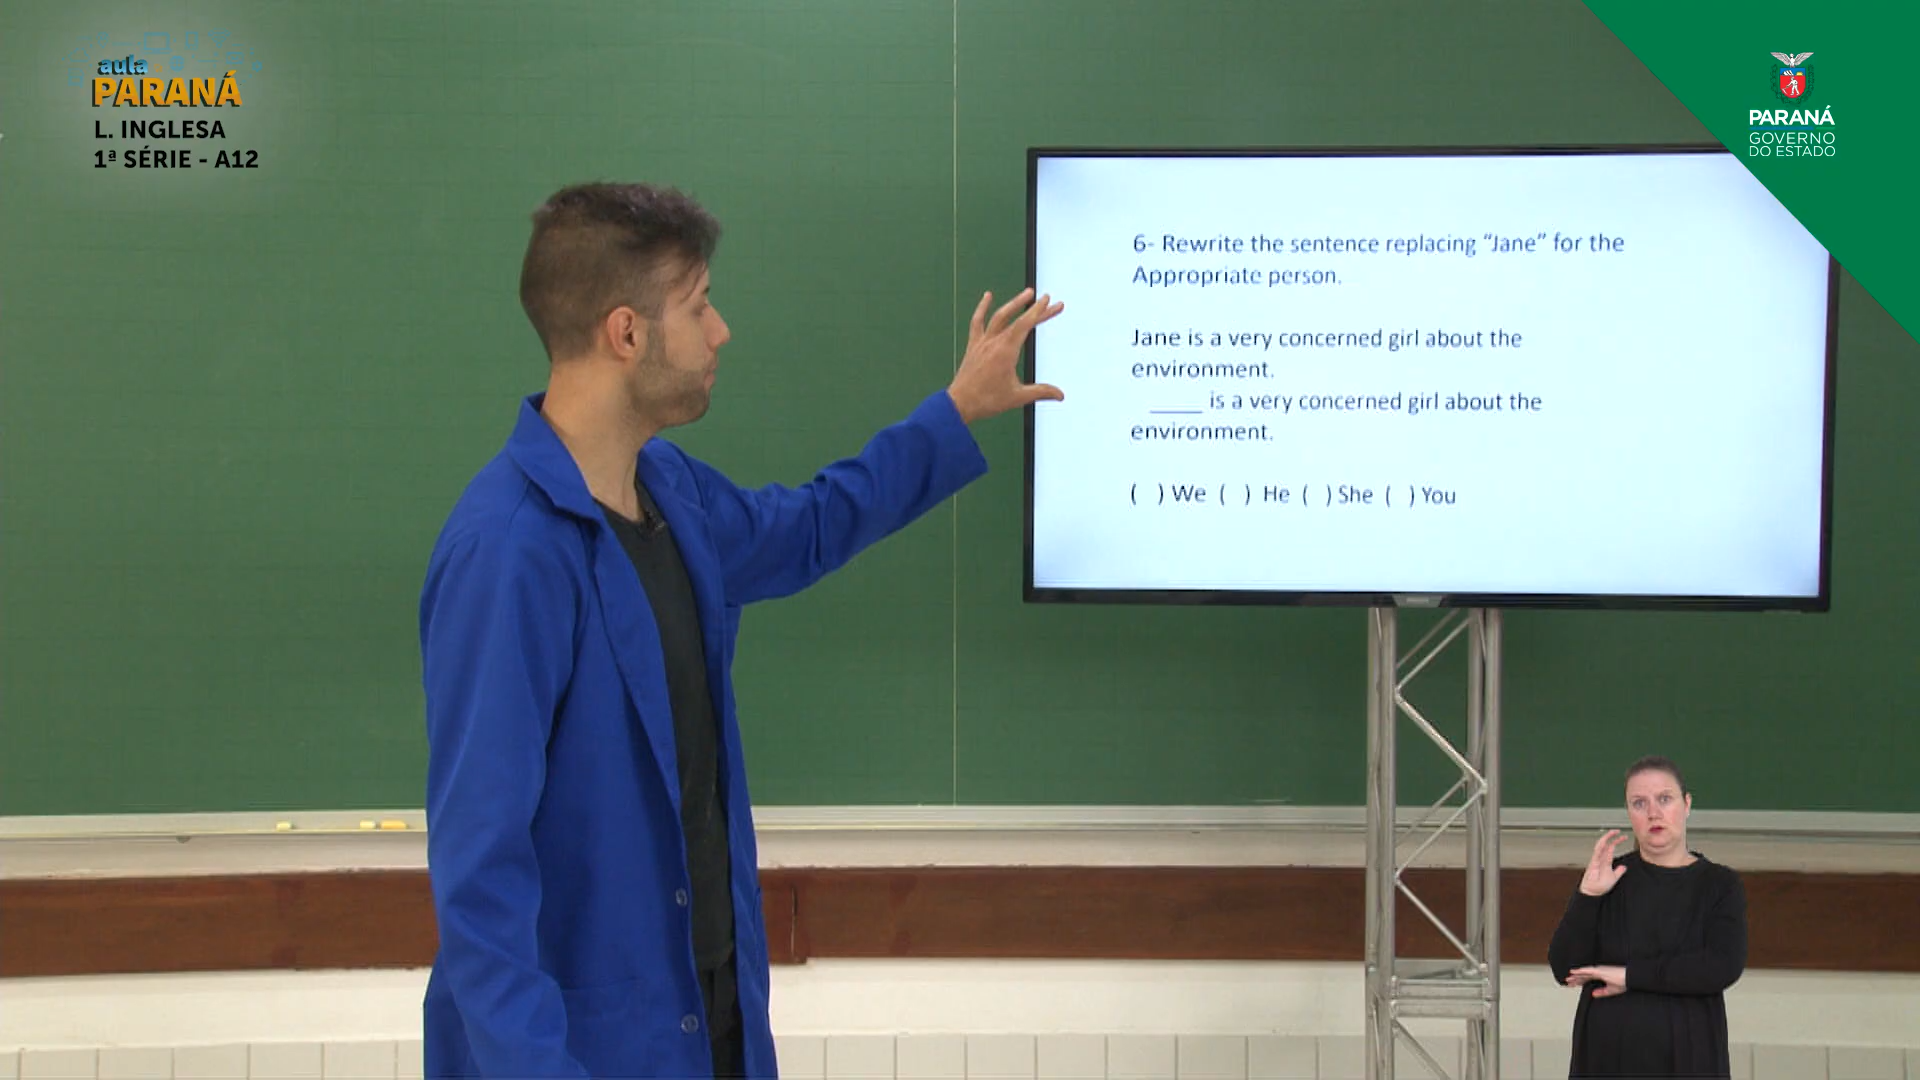 aula
PARANÁ
L. INGLESA
1ª SÉRIE - A12
PARANÁ
GOVERNO
DO ESTADO
6- Rewrite the sentence replacing “Jane” for the
Appropriate person.
Jane is a very concerned girl about the
environment.
____ is a very concerned girl about the
environment.
( ) We ( ) He ( ) She ( ) You